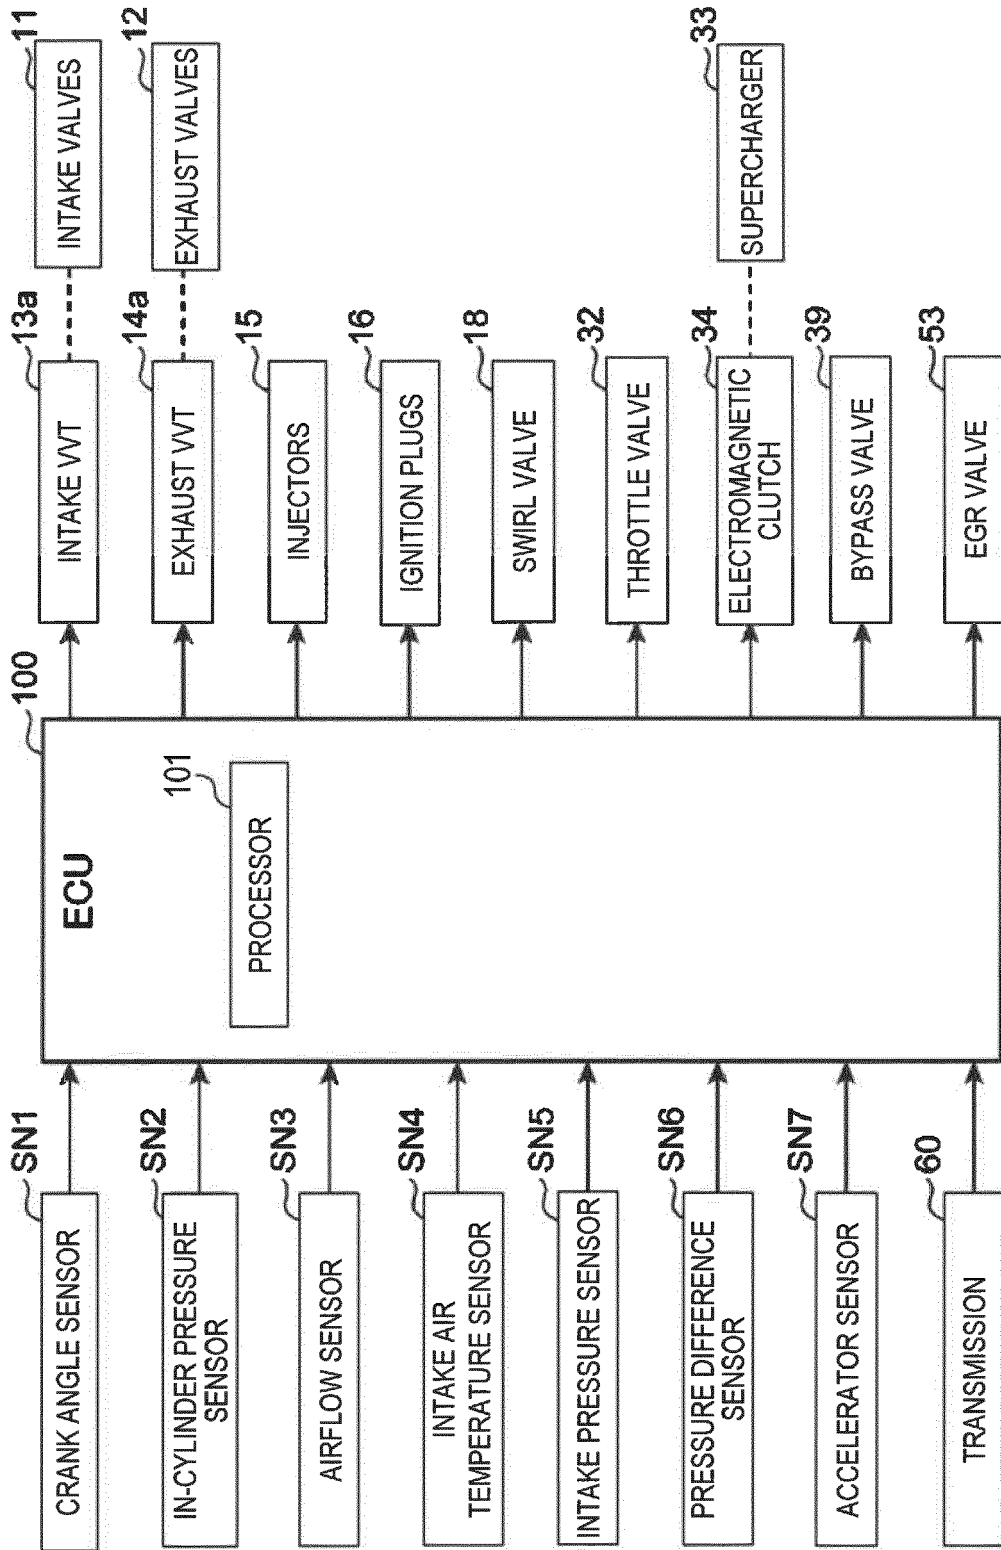 CRANK ANGLE SENSOR
SN1
IN-CYLINDER PRESSURE
SENSOR
SN2
AIRFLOW SENSOR
SN3
INTAKE AIR
TEMPERATURE SENSOR
SN4
INTAKE PRESSURE SENSOR
SN5
PRESSURE DIFFERENCE
SENSOR
SN6
ACCELERATOR SENSOR
SN7
TRANSMISSION
60
ECU
100
PROCESSOR
101
INTAKE VVT
13a
INTAKE VALVES
11
EXHAUST VVT
14a
EXHAUST VALVES
12
INJECTORS
15
IGNITION PLUGS
16
SWIRL VALVE
18
THROTTLE VALVE
32
ELECTROMAGNETIC
CLUTCH
34
SUPERCHARGER
33
BYPASS VALVE
39
EGR VALVE
53